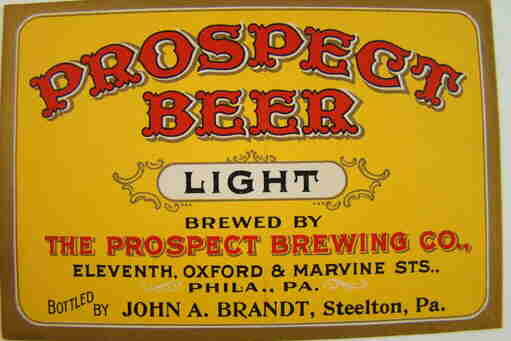 PROSPECT
BEER
LIGHT
BREWED BY
THE PROSPECT BREWING CO.,
ELEVENTH, OXFORD & MARVINE STS..
PHILA., PA.
BOTTLED BY JOHN A. BRANDT, Steelton, Pa.